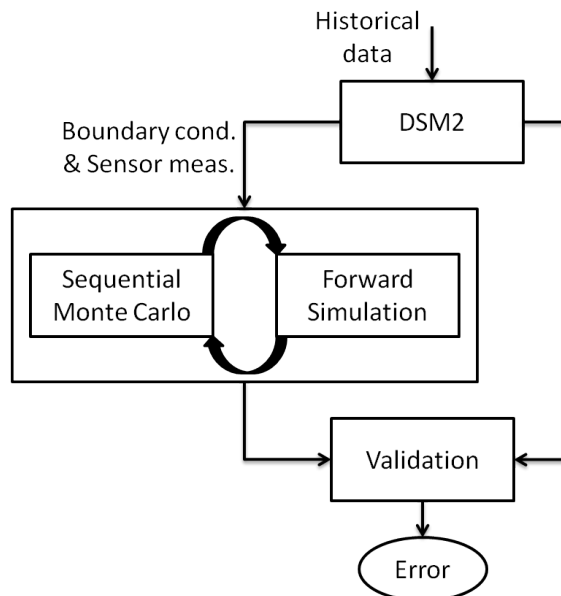 Historical
data
DSM2
Boundary cond.
& Sensor meas.
Sequential
Monte Carlo
Forward
Simulation
Validation
Error